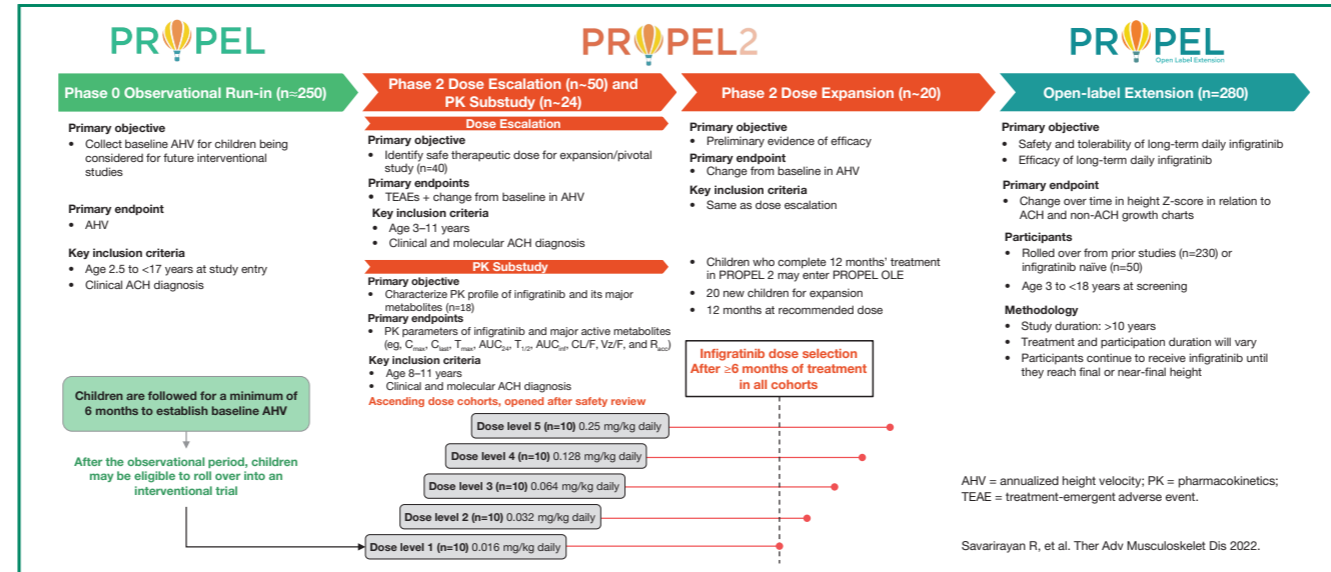 PROPEL
PROPEL2
PROPEL
Open Label Extension
Phase 0 Observational Run-in (n≈250)
Phase 2 Dose Escalation (n~50) and
PK Substudy (n~24)
Phase 2 Dose Expansion (n~20)
Open-label Extension (n=280)
Primary objective
• Collect baseline AHV for children being
considered for future interventional
studies
Primary endpoint
• AHV
Key inclusion criteria
• Age 2.5 to <17 years at study entry
• Clinical ACH diagnosis
Children are followed for a minimum of
6 months to establish baseline AHV
After the observational period, children
may be eligible to roll over into an
interventional trial
Dose Escalation
Primary objective
• Identify safe therapeutic dose for expansion/pivotal
study (n=40)
Primary endpoints
• TEAEs + change from baseline in AHV
Key inclusion criteria
• Age 3–11 years
• Clinical and molecular ACH diagnosis
PK Substudy
Primary objective
• Characterize PK profile of infigratinib and its major
metabolites (n=18)
Primary endpoints
• PK parameters of infigratinib and major active metabolites
(eg, Cmax, Clast, Tmax, AUC24, T1/2, AUCinf, CL/F, Vz/F, and Racc)
Key inclusion criteria
• Age 8–11 years
• Clinical and molecular ACH diagnosis
Ascending dose cohorts, opened after safety review
Dose level 5 (n=10) 0.25 mg/kg daily
Dose level 4 (n=10) 0.128 mg/kg daily
Dose level 3 (n=10) 0.064 mg/kg daily
Dose level 2 (n=10) 0.032 mg/kg daily
Dose level 1 (n=10) 0.016 mg/kg daily
Primary objective
• Preliminary evidence of efficacy
Primary endpoint
• Change from baseline in AHV
Key inclusion criteria
• Same as dose escalation
• Children who complete 12 months' treatment
in PROPEL 2 may enter PROPEL OLE
• 20 new children for expansion
• 12 months at recommended dose
Infigratinib dose selection
After ≥6 months of treatment
in all cohorts
Primary objective
• Safety and tolerability of long-term daily infigratinib
• Efficacy of long-term daily infigratinib
Primary endpoint
• Change over time in height Z-score in relation to
ACH and non-ACH growth charts
Participants
• Rolled over from prior studies (n=230) or
infigratinib naïve (n=50)
• Age 3 to <18 years at screening
Methodology
• Study duration: >10 years
• Treatment and participation duration will vary
• Participants continue to receive infigratinib until
they reach final or near-final height
AHV = annualized height velocity; PK = pharmacokinetics;
TEAE = treatment-emergent adverse event.
Savarirayan R, et al. Ther Adv Musculoskelet Dis 2022.